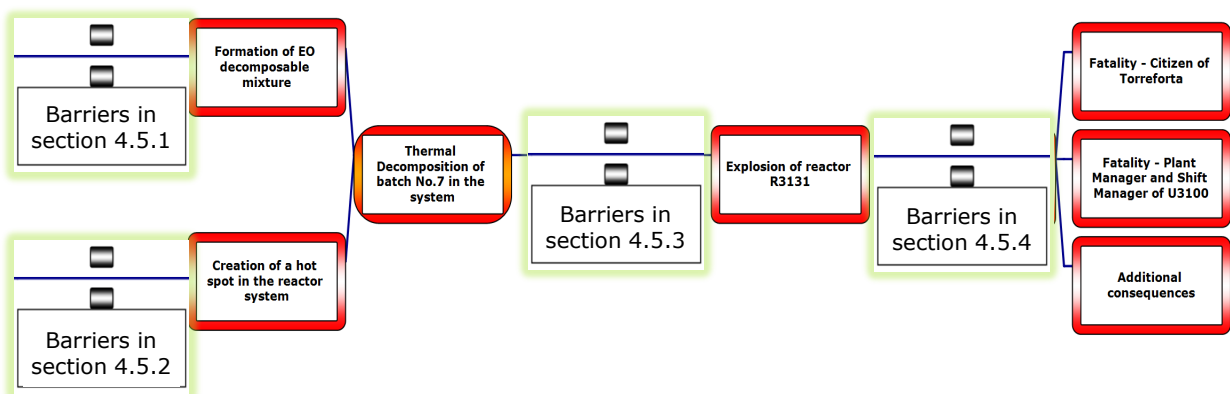 Barriers in
section 4.5.1
Formation of EO
decomposable
mixture
Barriers in
section 4.5.2
Creation of a hot
spot in the reactor
system
Thermal
Decomposition of
batch No.7 in the
system
Barriers in
section 4.5.3
Explosion of reactor
R3131
Barriers in
section 4.5.4
Fatality - Citizen of
Torreforta
Fatality - Plant
Manager and Shift
Manager of U3100
Additional
consequences